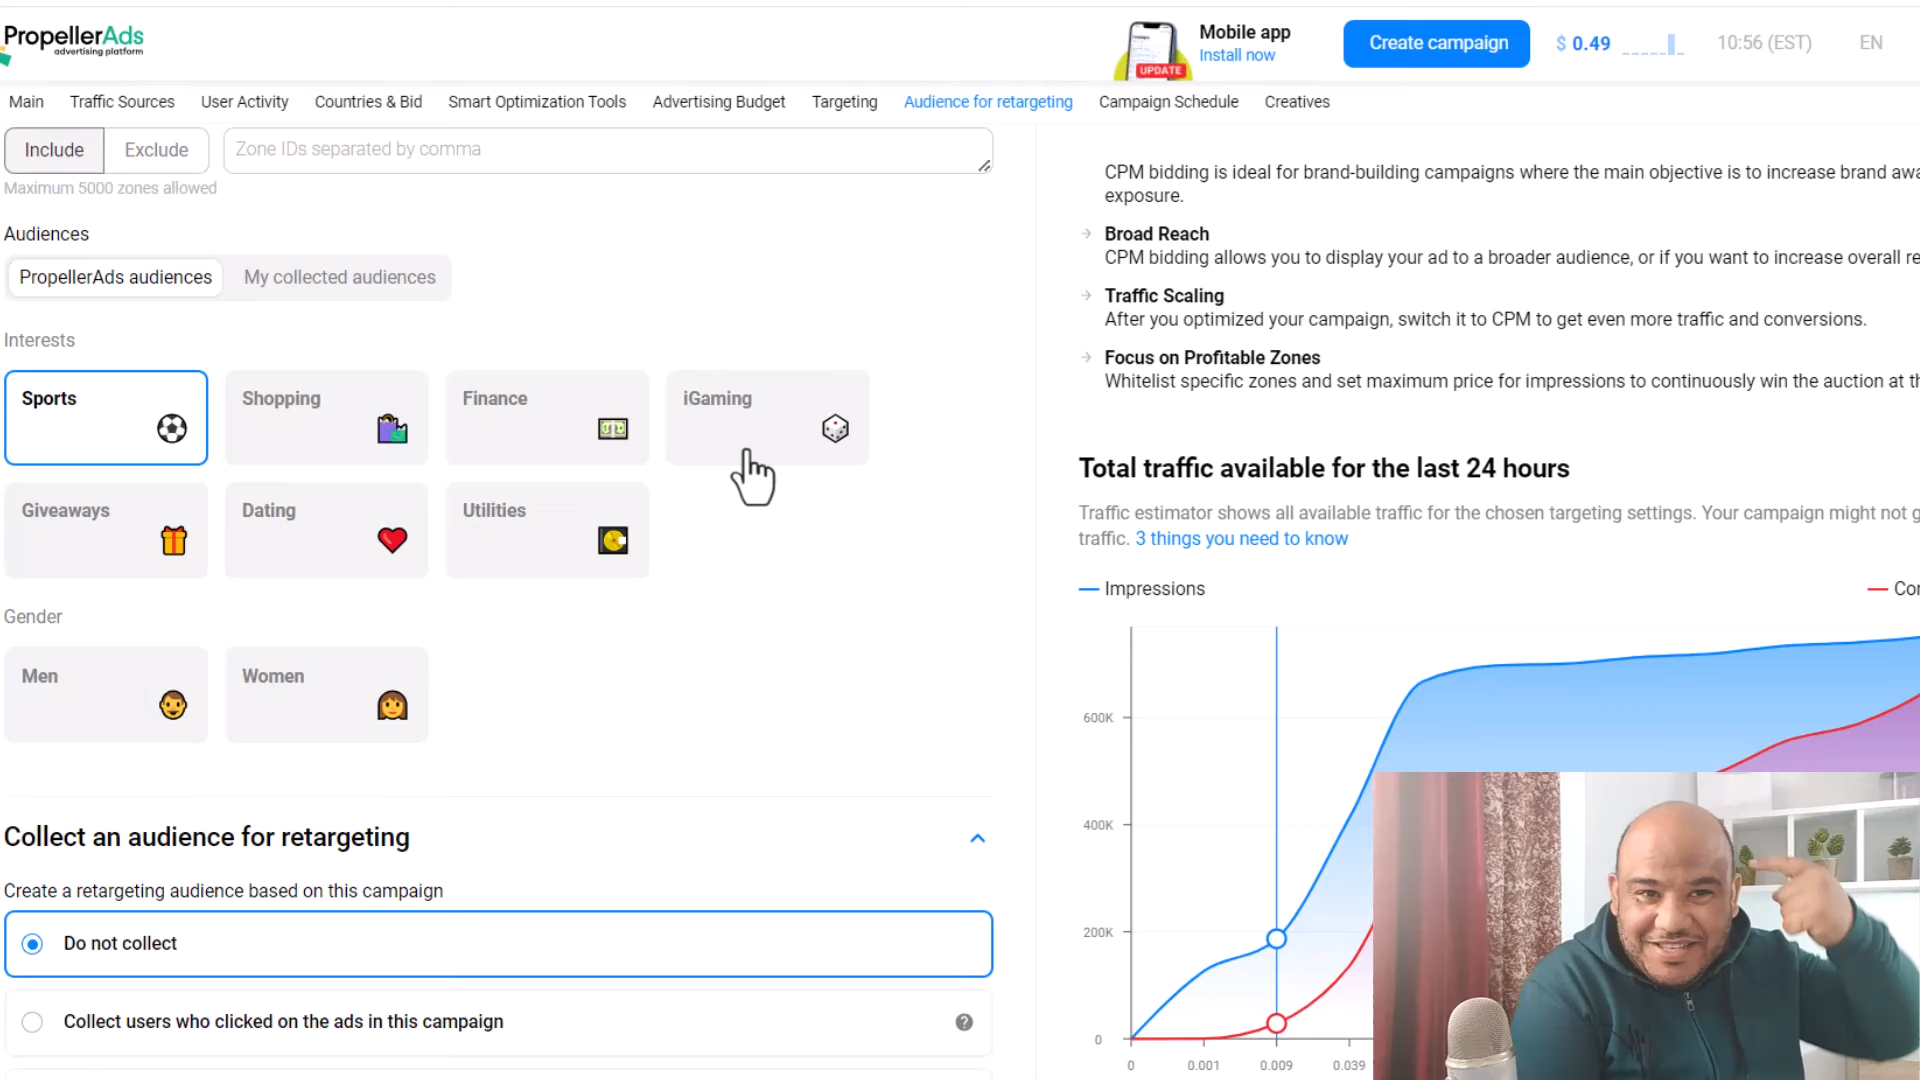 PropellerAds
advertising platform
UPDATE
Mobile app
Install now
Create campaign
$ 0.49
10:56 (EST)
EN
Main
Traffic Sources
User Activity
Countries & Bid
Smart Optimization Tools
Advertising Budget
Targeting
Audience for retargeting
Campaign Schedule
Creatives
Include
Exclude
Zone IDs separated by comma
Maximum 5000 zones allowed
Audiences
PropellerAds audiences
My collected audiences
Interests
Sports
Shopping
Finance
iGaming
Giveaways
Dating
Utilities
Gender
Men
Women
Collect an audience for retargeting
Create a retargeting audience based on this campaign
Do not collect
Collect users who clicked on the ads in this campaign
?
CPM bidding is ideal for brand-building campaigns where the main objective is to increase brand awa
exposure.
Broad Reach
CPM bidding allows you to display your ad to a broader audience, or if you want to increase overall re
Traffic Scaling
After you optimized your campaign, switch it to CPM to get even more traffic and conversions.
Focus on Profitable Zones
Whitelist specific zones and set maximum price for impressions to continuously win the auction at th
Total traffic available for the last 24 hours
Traffic estimator shows all available traffic for the chosen targeting settings. Your campaign might not g
traffic. 3 things you need to know
Impressions
Con
600K
400K
200K
0
0
0.001
0.009
0.039